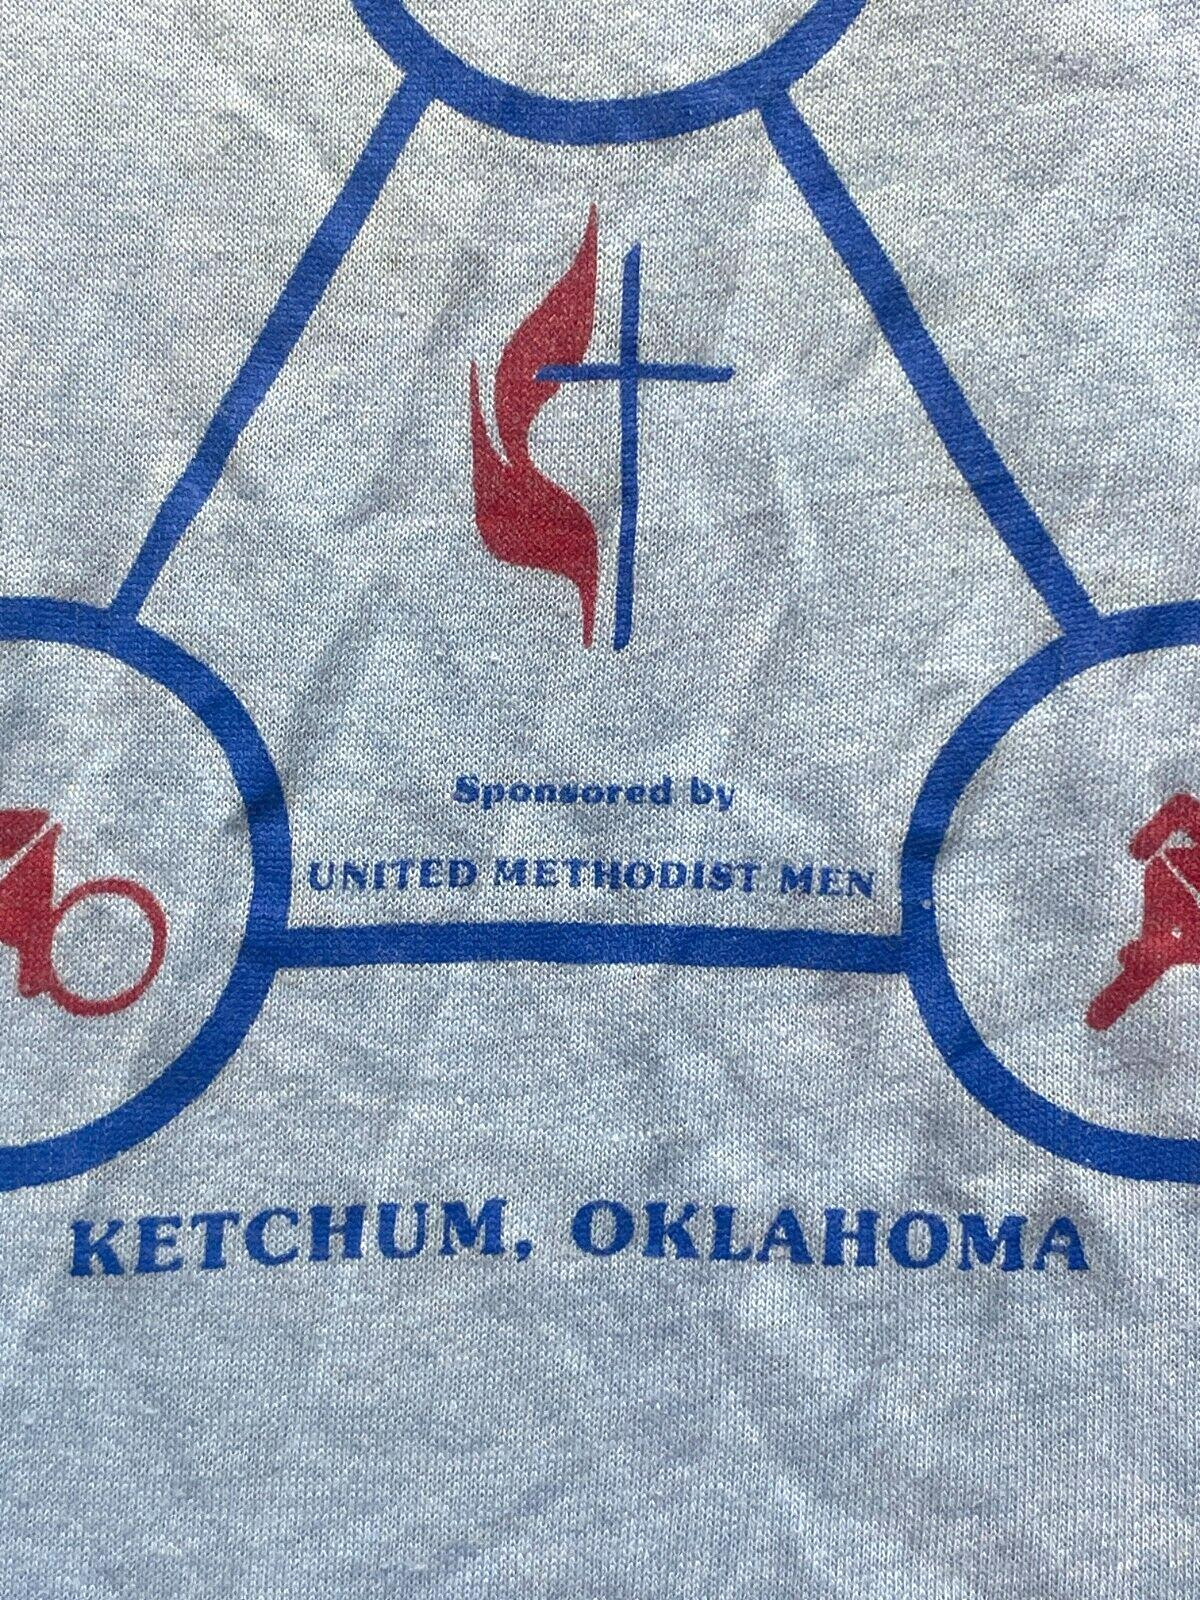 Sponsored by
UNITED METHODIST MEN
KETCHUM, OKLAHOMA